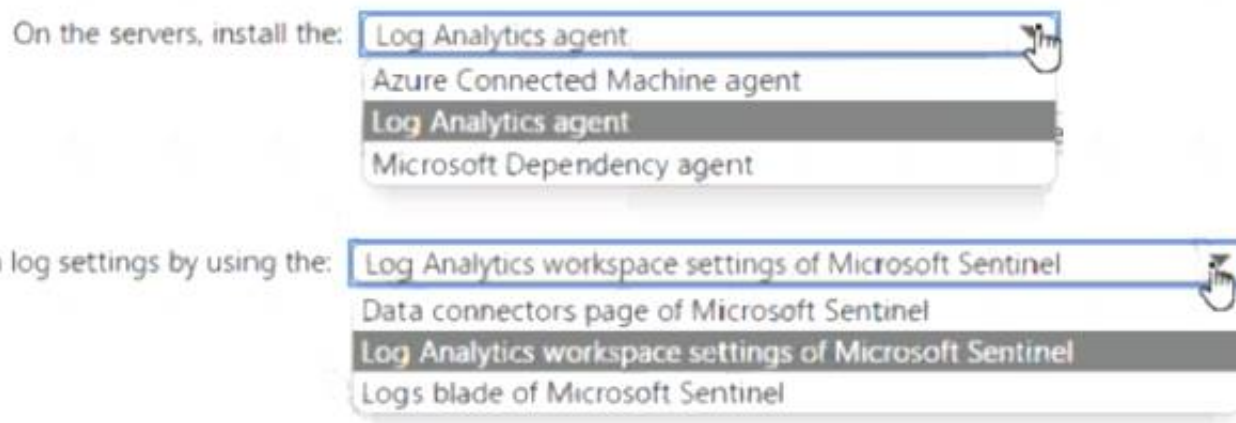 On the servers, install the: Log Analytics agent
Azure Connected Machine agent
Log Analytics agent
Microsoft Dependency agent
log settings by using the: Log Analytics workspace settings of Microsoft Sentinel
Data connectors page of Microsoft Sentinel
Log Analytics workspace settings of Microsoft Sentinel
Logs blade of Microsoft Sentinel